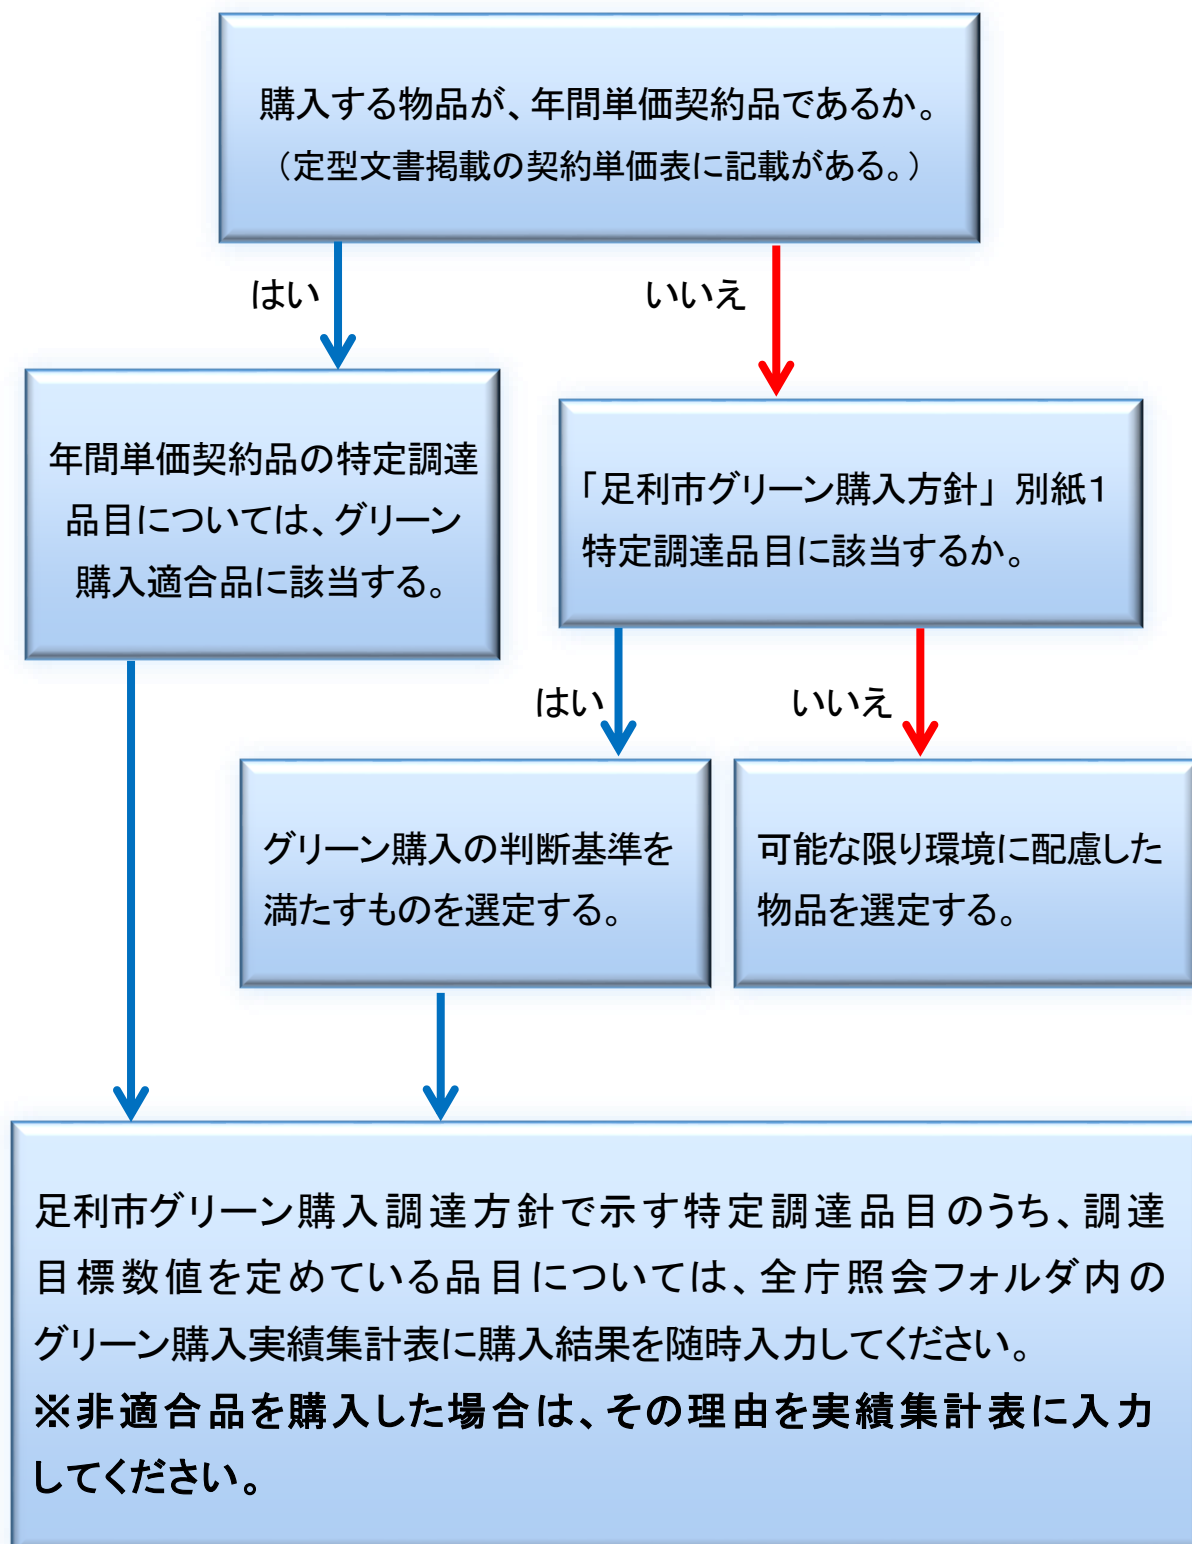 購入する物品が、年間単価契約品であるか。
（定型文書掲載の契約単価表に記載がある。）
はい
いいえ
年間単価契約品の特定調達
品目については、グリーン
購入適合品に該当する。
「足利市グリーン購入方針」 別紙1
特定調達品目に該当するか。
はい
いいえ
グリーン購入の判断基準を
満たすものを選定する。
可能な限り環境に配慮した
物品を選定する。
足利市グリーン購入調達方針で示す特定調達品目のうち、調達
目標数値を定めている品目については、全庁照会フォルダ内の
グリーン購入実績集計表に購入結果を随時入力してください。
※非適合品を購入した場合は、その理由を実績集計表に入力
してください。